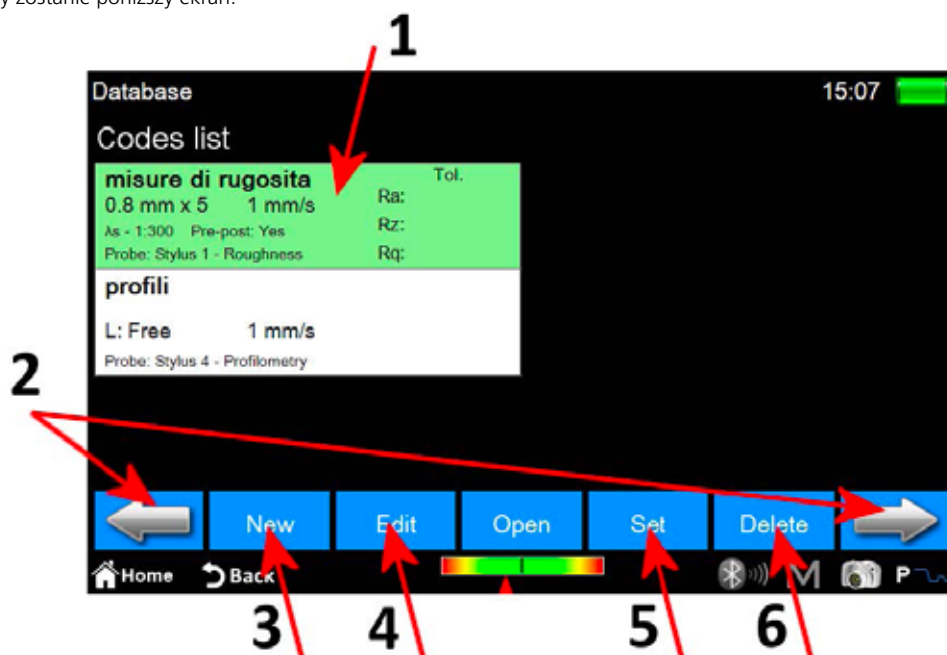 y zostanie poniższy ekran:
1
Database 15:07
Codes list
misure di rugosita Tol.
0.8 mm x 5 1 mm/s Ra:
λs - 1:300 Pre-post: Yes Rz:
Probe: Stylus 1 - Roughness Rq:
profili
L: Free 1 mm/s
Probe: Stylus 4 - Profilometry
2
New Edit Open Set Delete
Home Back M P
3 4 5 6